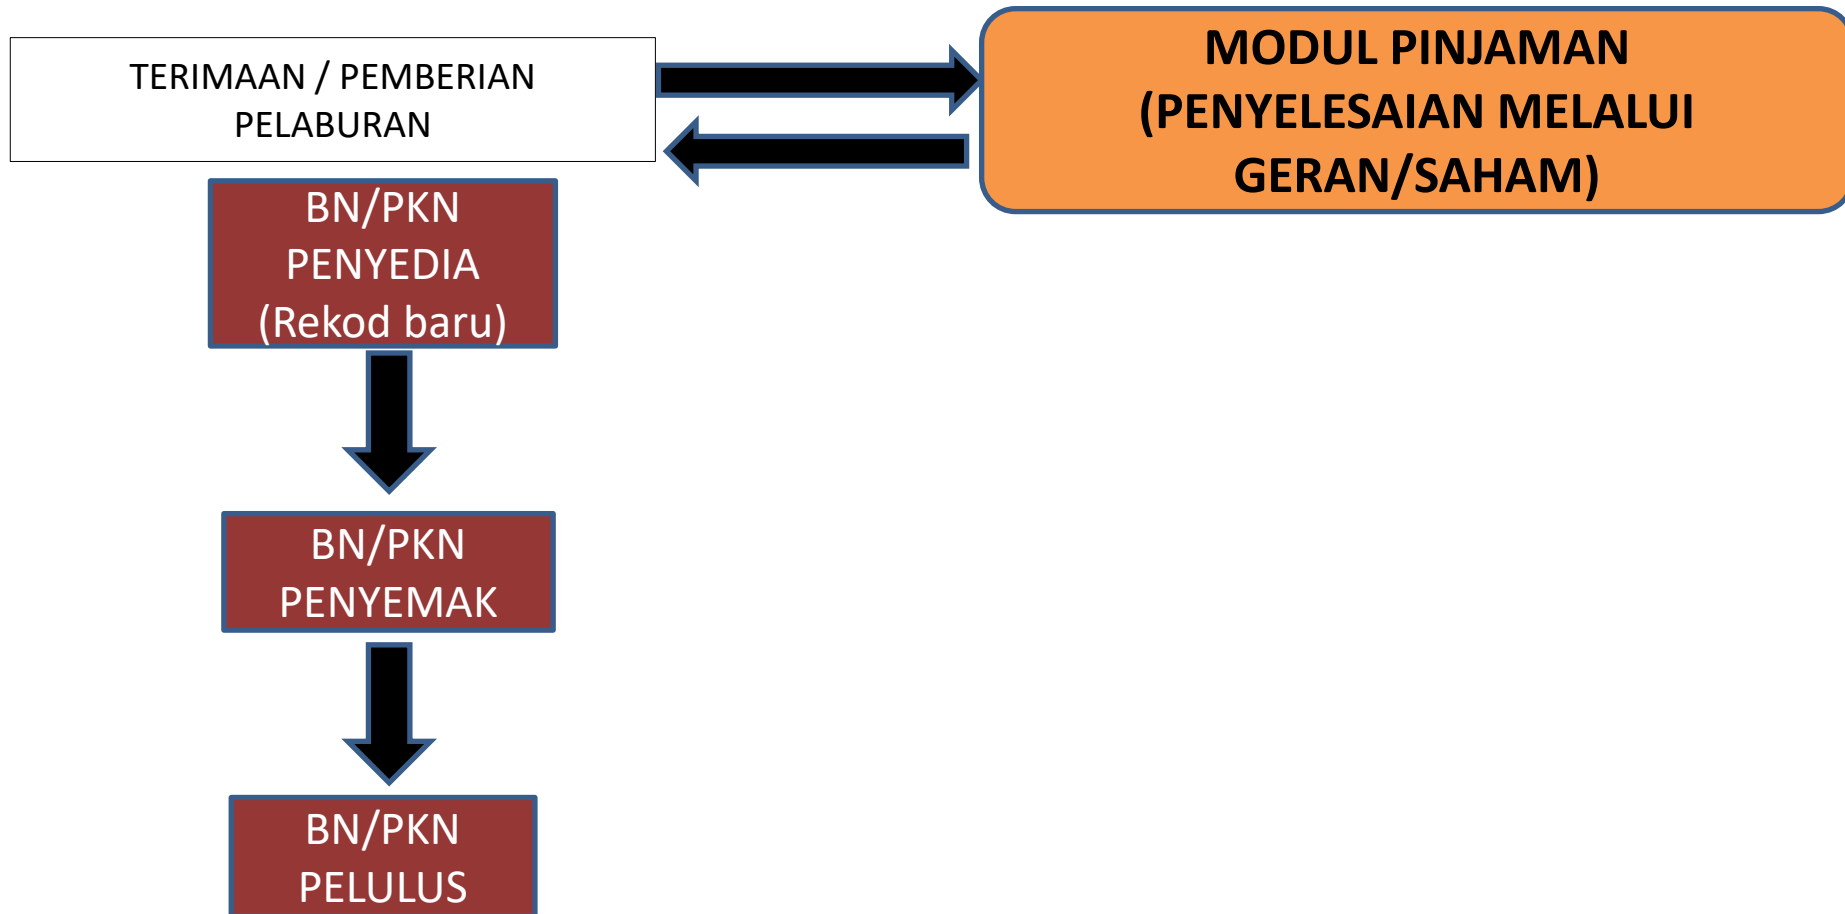 TERIMAAN / PEMBERIAN
PELABURAN
MODUL PINJAMAN
(PENYELESAIAN MELALUI
GERAN/SAHAM)
BN/PKN
PENYEDIA
(Rekod baru)
BN/PKN
PENYEMAK
BN/PKN
PELULUS